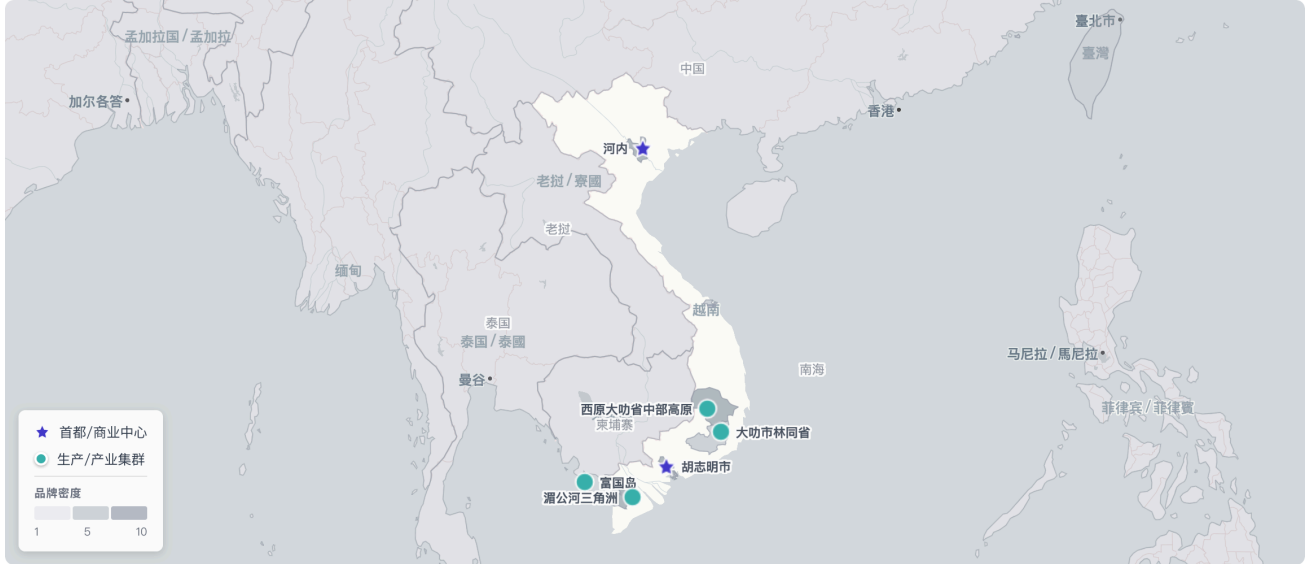 臺北市
孟加拉国 / 孟加拉
臺灣
中国
加尔各答
香港
河内
老挝 / 寮國
老挝
缅甸
越南
泰国
泰国 / 泰國
马尼拉 / 馬尼拉
南海
曼谷
西原大叻省中部高原
菲律宾 / 菲律賓
柬埔寨
大叻市林同省
胡志明市
富国岛
湄公河三角洲
首都/商业中心
生产/产业集群
品牌密度
1 5 10